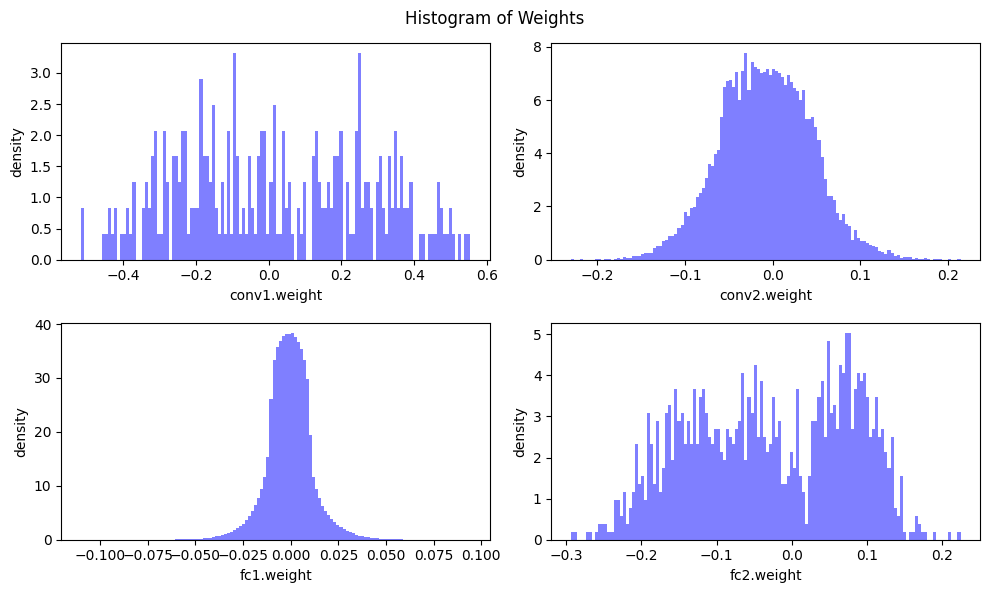 Histogram of Weights
density
3.0
2.5
2.0
1.5
1.0
0.5
0.0
−0.4 −0.2 0.0 0.2 0.4 0.6
conv1.weight
density
8
6
4
2
0
−0.2 −0.1 0.0 0.1 0.2
conv2.weight
density
40
30
20
10
0
−0.100 −0.075 −0.050 −0.025 0.000 0.025 0.050 0.075 0.100
fc1.weight
density
5
4
3
2
1
0
−0.3 −0.2 −0.1 0.0 0.1 0.2
fc2.weight